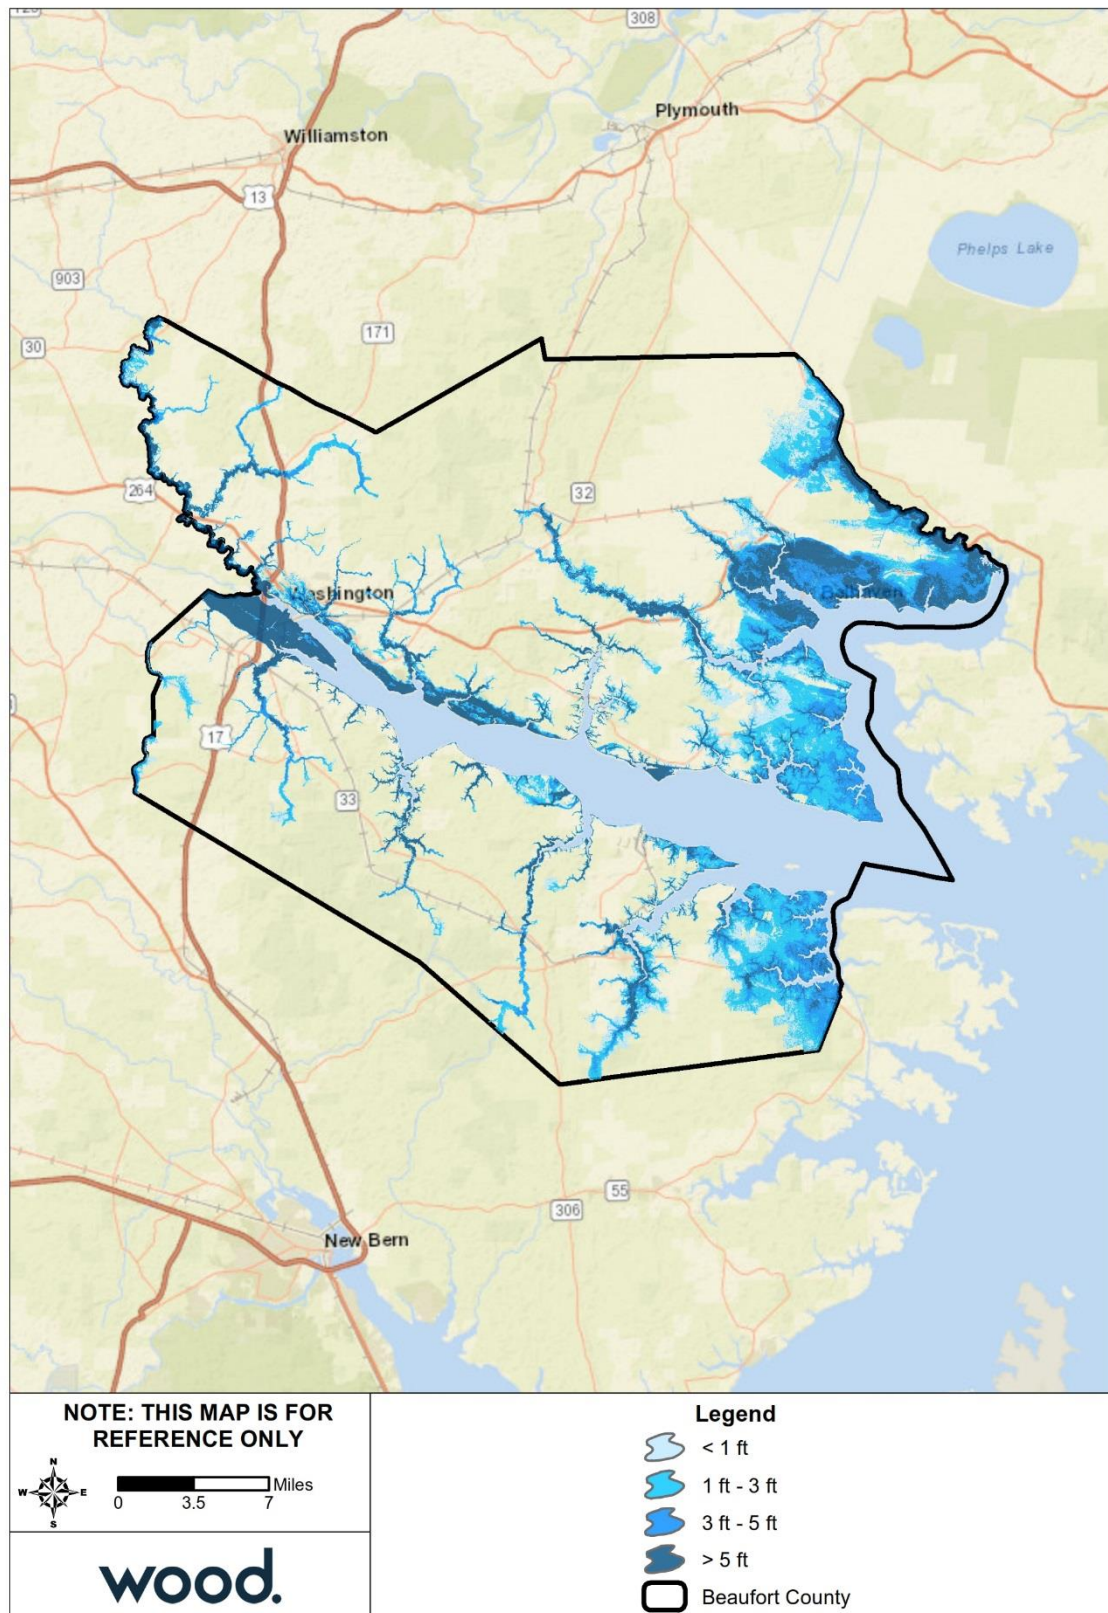 308
Plymouth
Williamston
13
Phelps Lake
903
171
30
264
32
Washington
Belhaven
17
33
55
306
New Bern
NOTE: THIS MAP IS FOR
REFERENCE ONLY
N
W E
S
0 3.5 7 Miles
wood.
Legend
< 1 ft
1 ft - 3 ft
3 ft - 5 ft
> 5 ft
Beaufort County